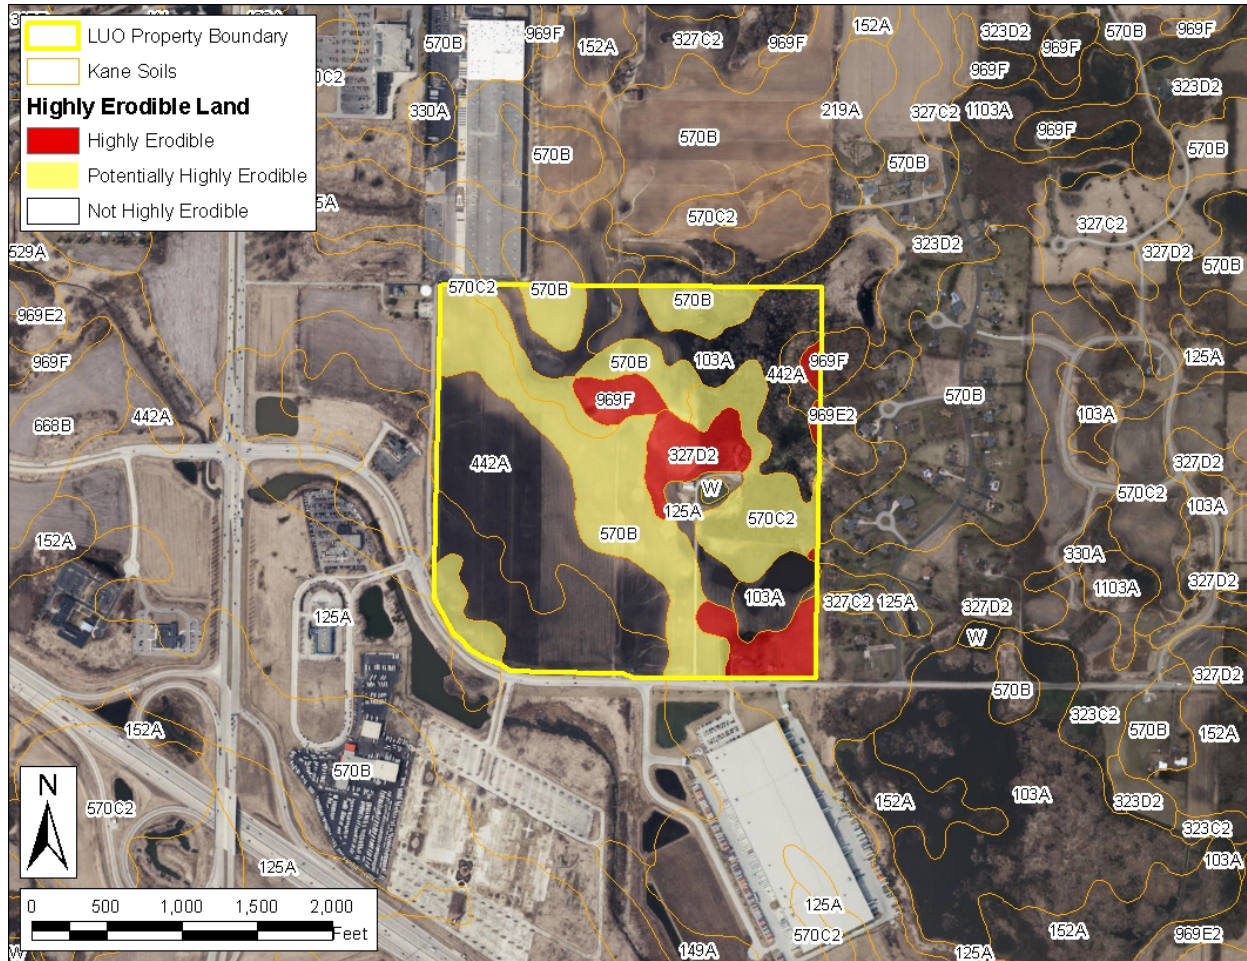 LUO Property Boundary
Kane Soils
Highly Erodible Land
Highly Erodible
Potentially Highly Erodible
Not Highly Erodible
570B
969F
152A
327C2
969F
152A
323D2
969F
570B
969F
0C2
969F
323D2
330A
219A
327C2
1103A
969F
570B
570B
570B
570B
5A
570C2
327C2
323D2
327D2
529A
570B
570C2
570B
570B
969E2
969F
570B
103A
442A
969F
125A
969F
570B
668B
442A
969E2
103A
442A
327D2
327D2
W
570C2
125A
570C2
103A
152A
570B
330A
1103A
327D2
103A
327C2
125A
327D2
125A
W
570B
327D2
152A
323C2
570B
152A
570B
N
570C2
152A
103A
323D2
323C2
125A
103A
0 500 1,000 1,500 2,000
Feet
125A
152A
570C2
969E2
149A
125A
W